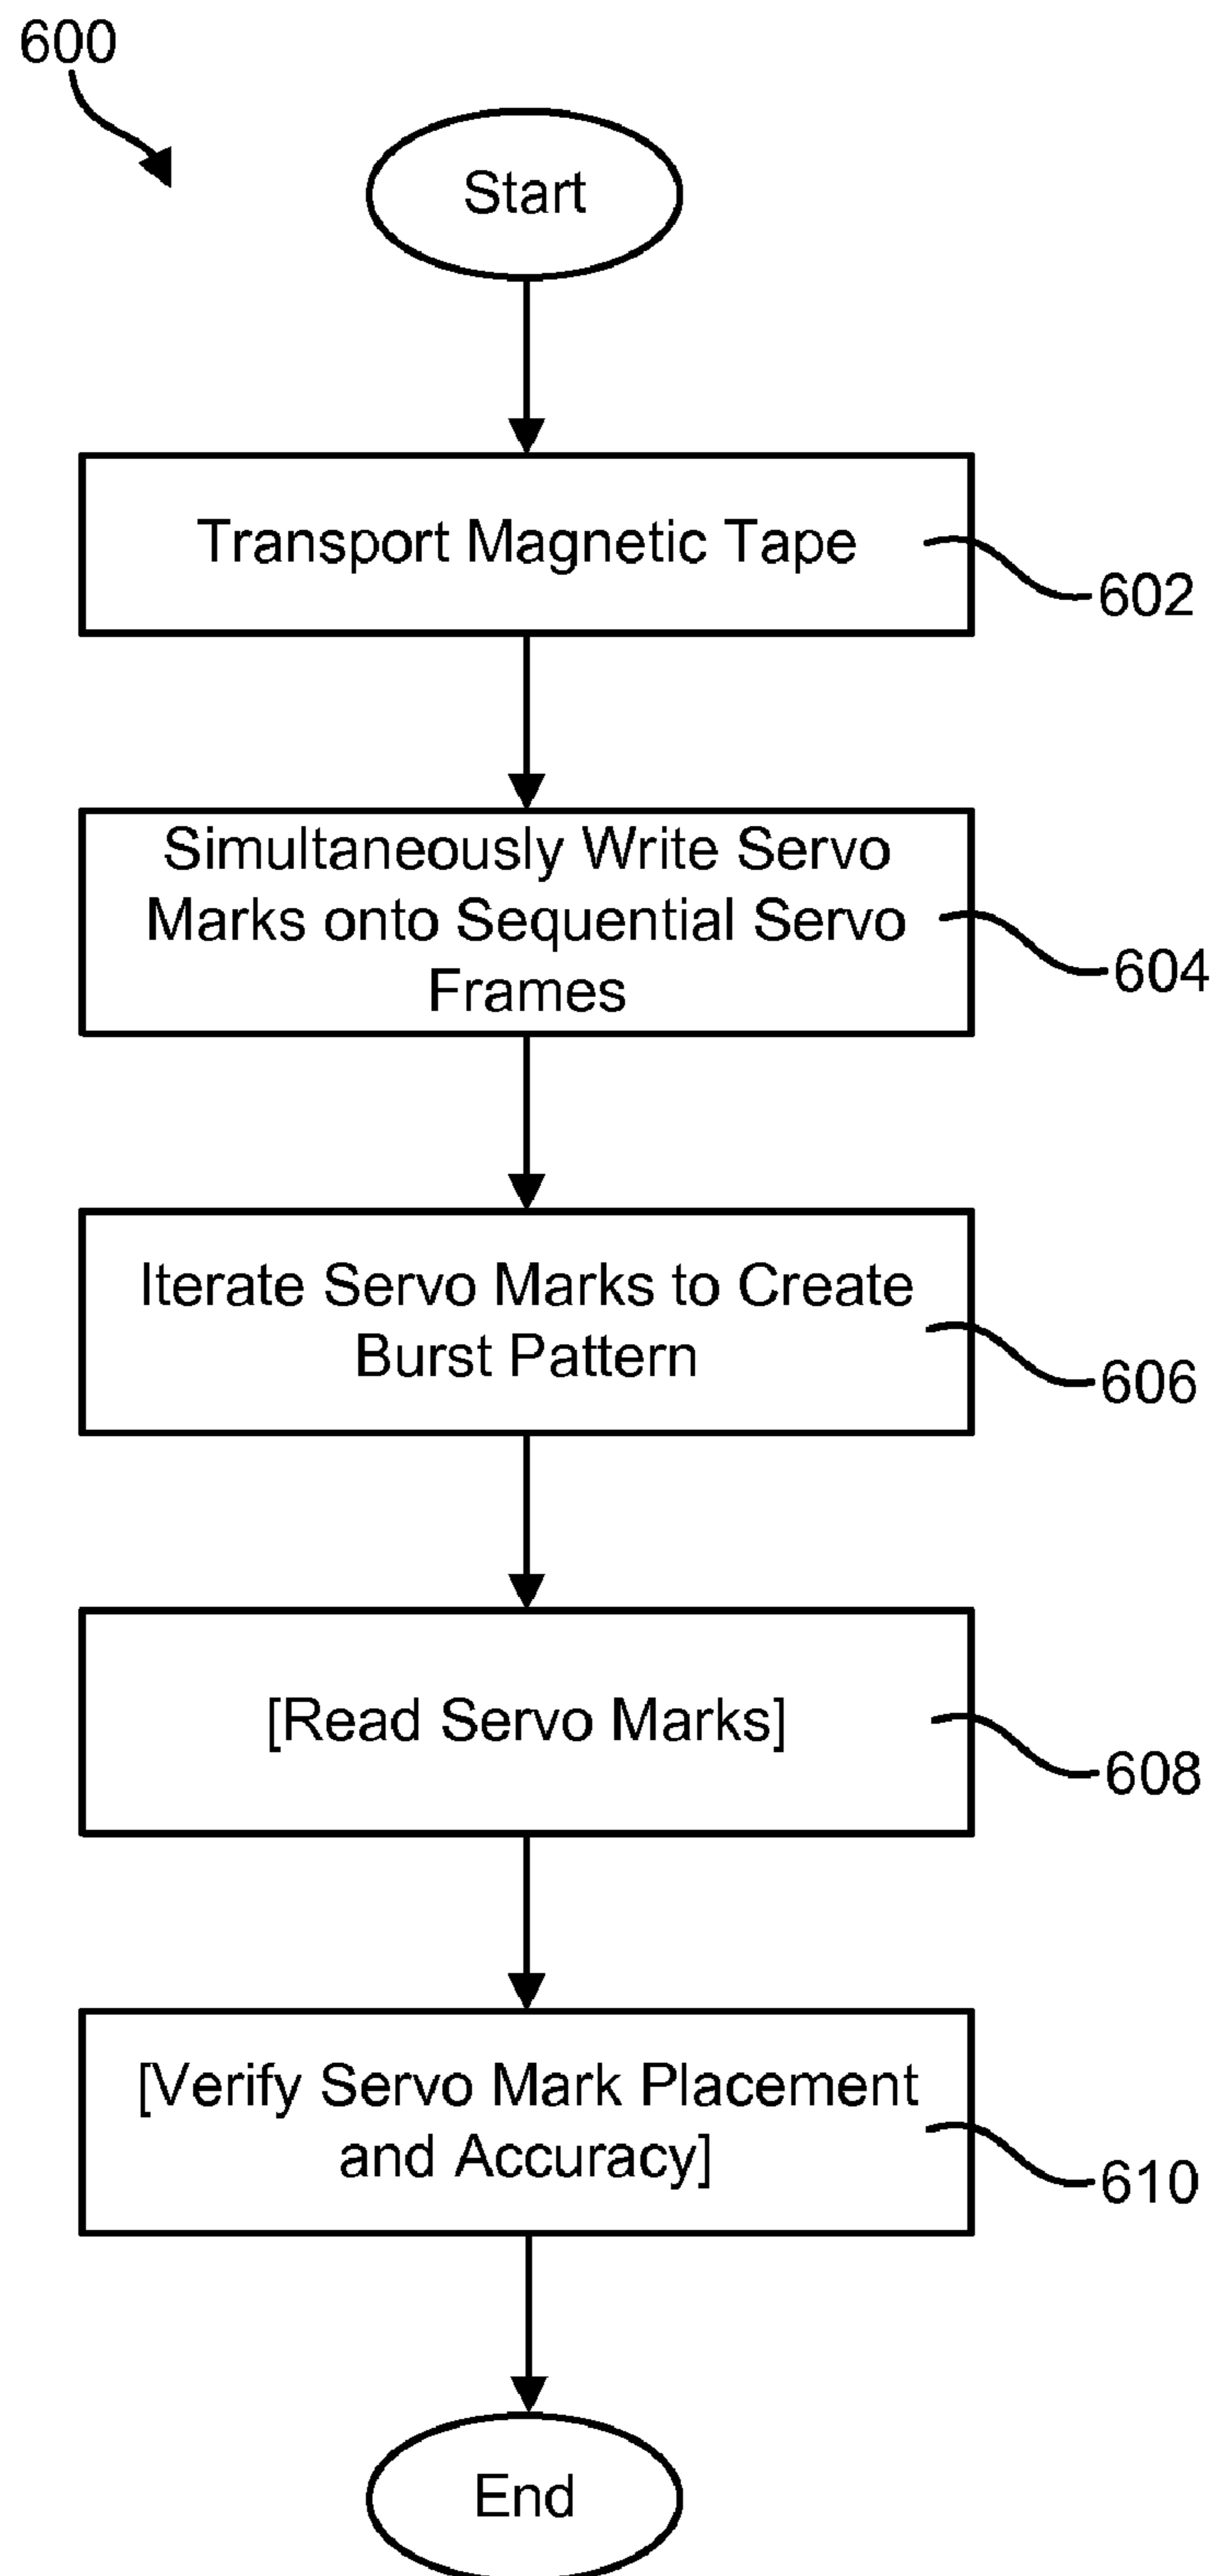 600
Start
Transport Magnetic Tape
602
Simultaneously Write Servo
Marks onto Sequential Servo
Frames
604
Iterate Servo Marks to Create
Burst Pattern
606
[Read Servo Marks]
608
[Verify Servo Mark Placement
and Accuracy]
610
End